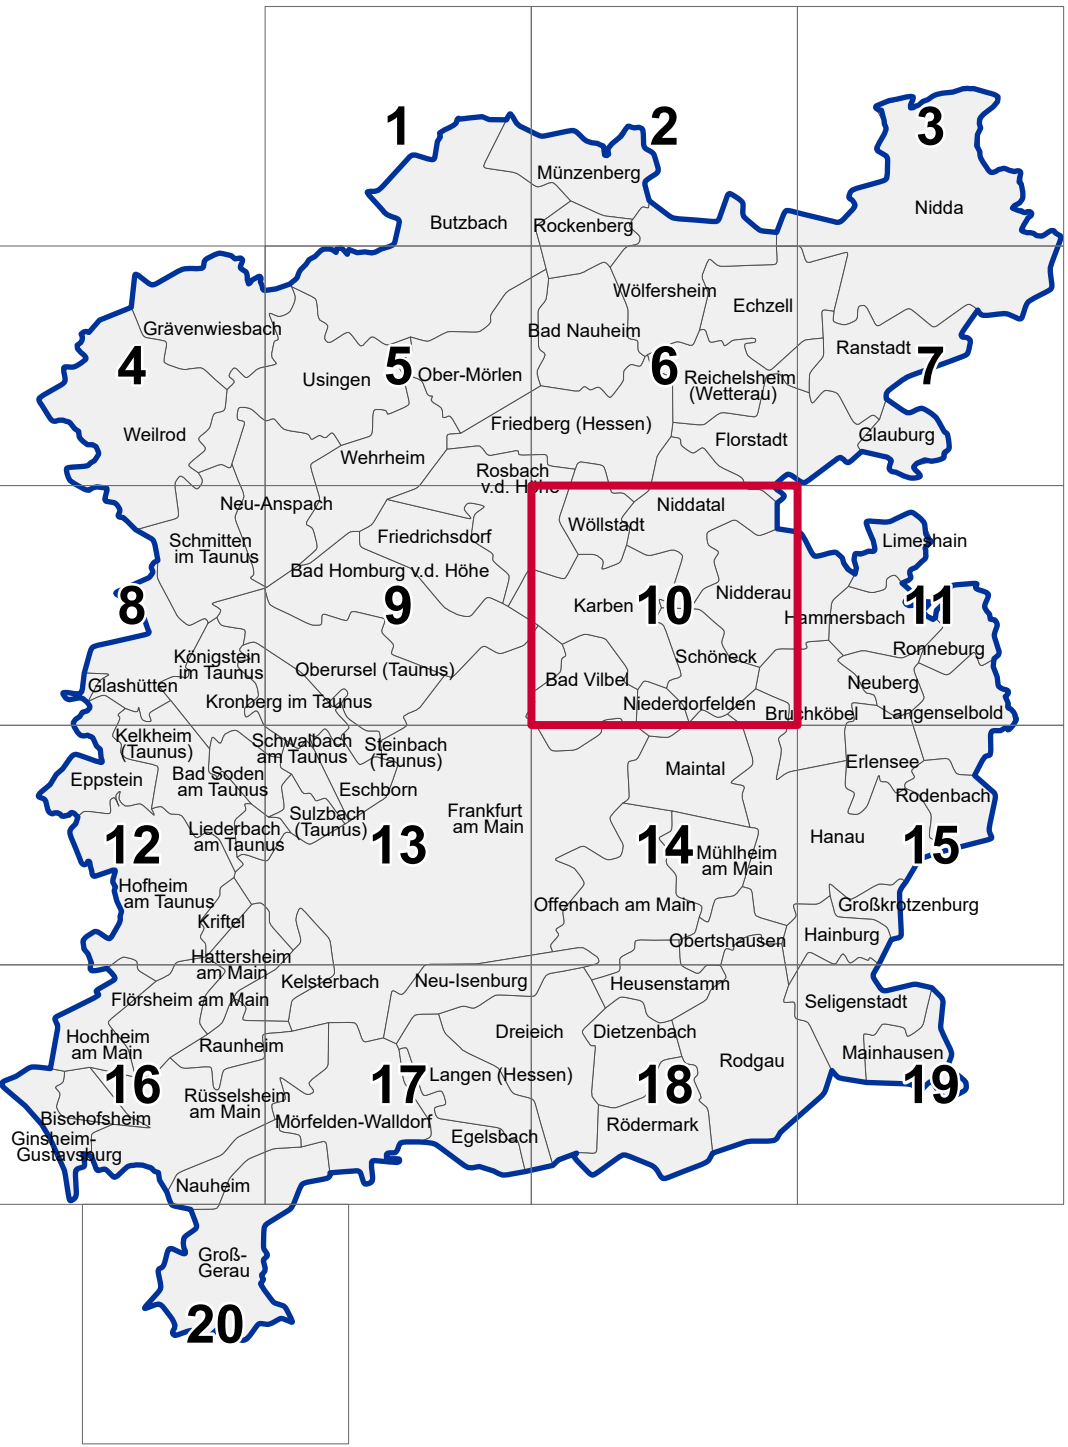 1
2
3
Münzenberg
Nidda
Butzbach
Rockenberg
Wölfersheim
Echzell
Grävenwiesbach
Bad Nauheim
Ranstadt
4
5
6
7
Usingen
Ober-Mörlen
Reichelsheim
(Wetterau)
Friedberg (Hessen)
Weilrod
Florstadt
Glauburg
Wehrheim
Rosbach
v.d. Höhe
Neu-Anspach
Niddatal
Wöllstadt
Friedrichsdorf
Schmitten
im Taunus
Limeshain
Bad Homburg v.d. Höhe
Nidderau
8
9
Karben
10
11
Hammersbach
Ronneburg
Königstein
im Taunus
Oberursel (Taunus)
Schöneck
Glashütten
Bad Vilbel
Neuberg
Kronberg im Taunus
Niederdorfelden
Bruchköbel
Langenselbold
Kelkheim
(Taunus)
Schwalbach
am Taunus
Steinbach
(Taunus)
Eppstein
Bad Soden
am Taunus
Eschborn
Maintal
Erlensee
Rodenbach
Sulzbach
(Taunus)
Frankfurt
am Main
Liederbach
am Taunus
12
13
14
15
Hanau
Mühlheim
am Main
Hofheim
am Taunus
Offenbach am Main
Großkrotzenburg
Kriftel
Obertshausen
Hainburg
Hattersheim
am Main
Kelsterbach
Neu-Isenburg
Heusenstamm
Flörsheim am Main
Seligenstadt
Hochheim
am Main
Raunheim
Dreieich
Dietzenbach
Rodgau
Mainhausen
16
17
Langen (Hessen)
18
19
Rüsselsheim
am Main
Bischofsheim
Mörfelden-Walldorf
Rödermark
Ginsheim-
Gustavsburg
Egelsbach
Nauheim
Groß-
Gerau
20